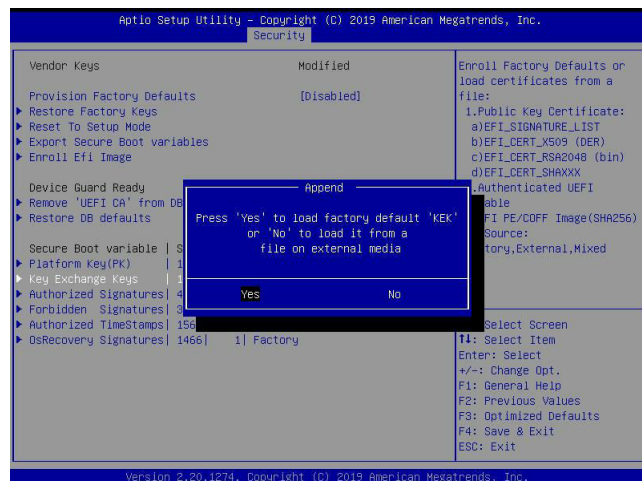 Aptio Setup Utility – Copyright (C) 2019 American Megatrends, Inc.
Security
Vendor Keys Modified
Provision Factory Defaults [Disabled]
Restore Factory Keys
Reset To Setup Mode
Export Secure Boot variables
Enroll Efi Image
Device Guard Ready
Remove 'UEFI CA' from DB
Restore DB defaults
Secure Boot variable | S
Platform Key(PK) | 1
Key Exchange Keys | 1
Authorized Signatures| 4
Forbidden Signatures| 3
Authorized TimeStamps| 156
OsRecovery Signatures| 1466| 1| Factory
Append
Press 'Yes' to load factory default 'KEK'
or 'No' to load it from a
file on external media
Yes No
Enroll Factory Defaults or
load certificates from a
file:
1.Public Key Certificate:
a)EFI_SIGNATURE_LIST
b)EFI_CERT_X509 (DER)
c)EFI_CERT_RSA2048 (bin)
d)EFI_CERT_SHAXXX
.Authenticated UEFI
able
FI PE/COFF Image(SHA256)
Source:
tory,External,Mixed
Select Screen
↑↓: Select Item
Enter: Select
+/-: Change Opt.
F1: General Help
F2: Previous Values
F3: Optimized Defaults
F4: Save & Exit
ESC: Exit
Version 2.20.1274. Copyright (C) 2019 American Megatrends, Inc.